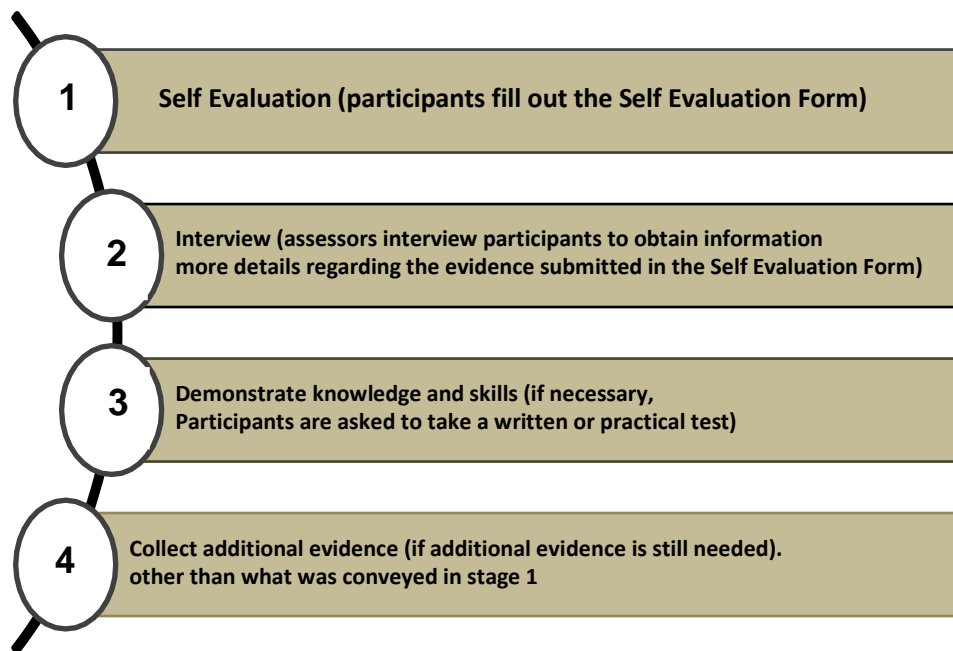 1
Self Evaluation (participants fill out the Self Evaluation Form)
2
Interview (assessors interview participants to obtain information
more details regarding the evidence submitted in the Self Evaluation Form)
3
Demonstrate knowledge and skills (if necessary,
Participants are asked to take a written or practical test)
4
Collect additional evidence (if additional evidence is still needed).
other than what was conveyed in stage 1